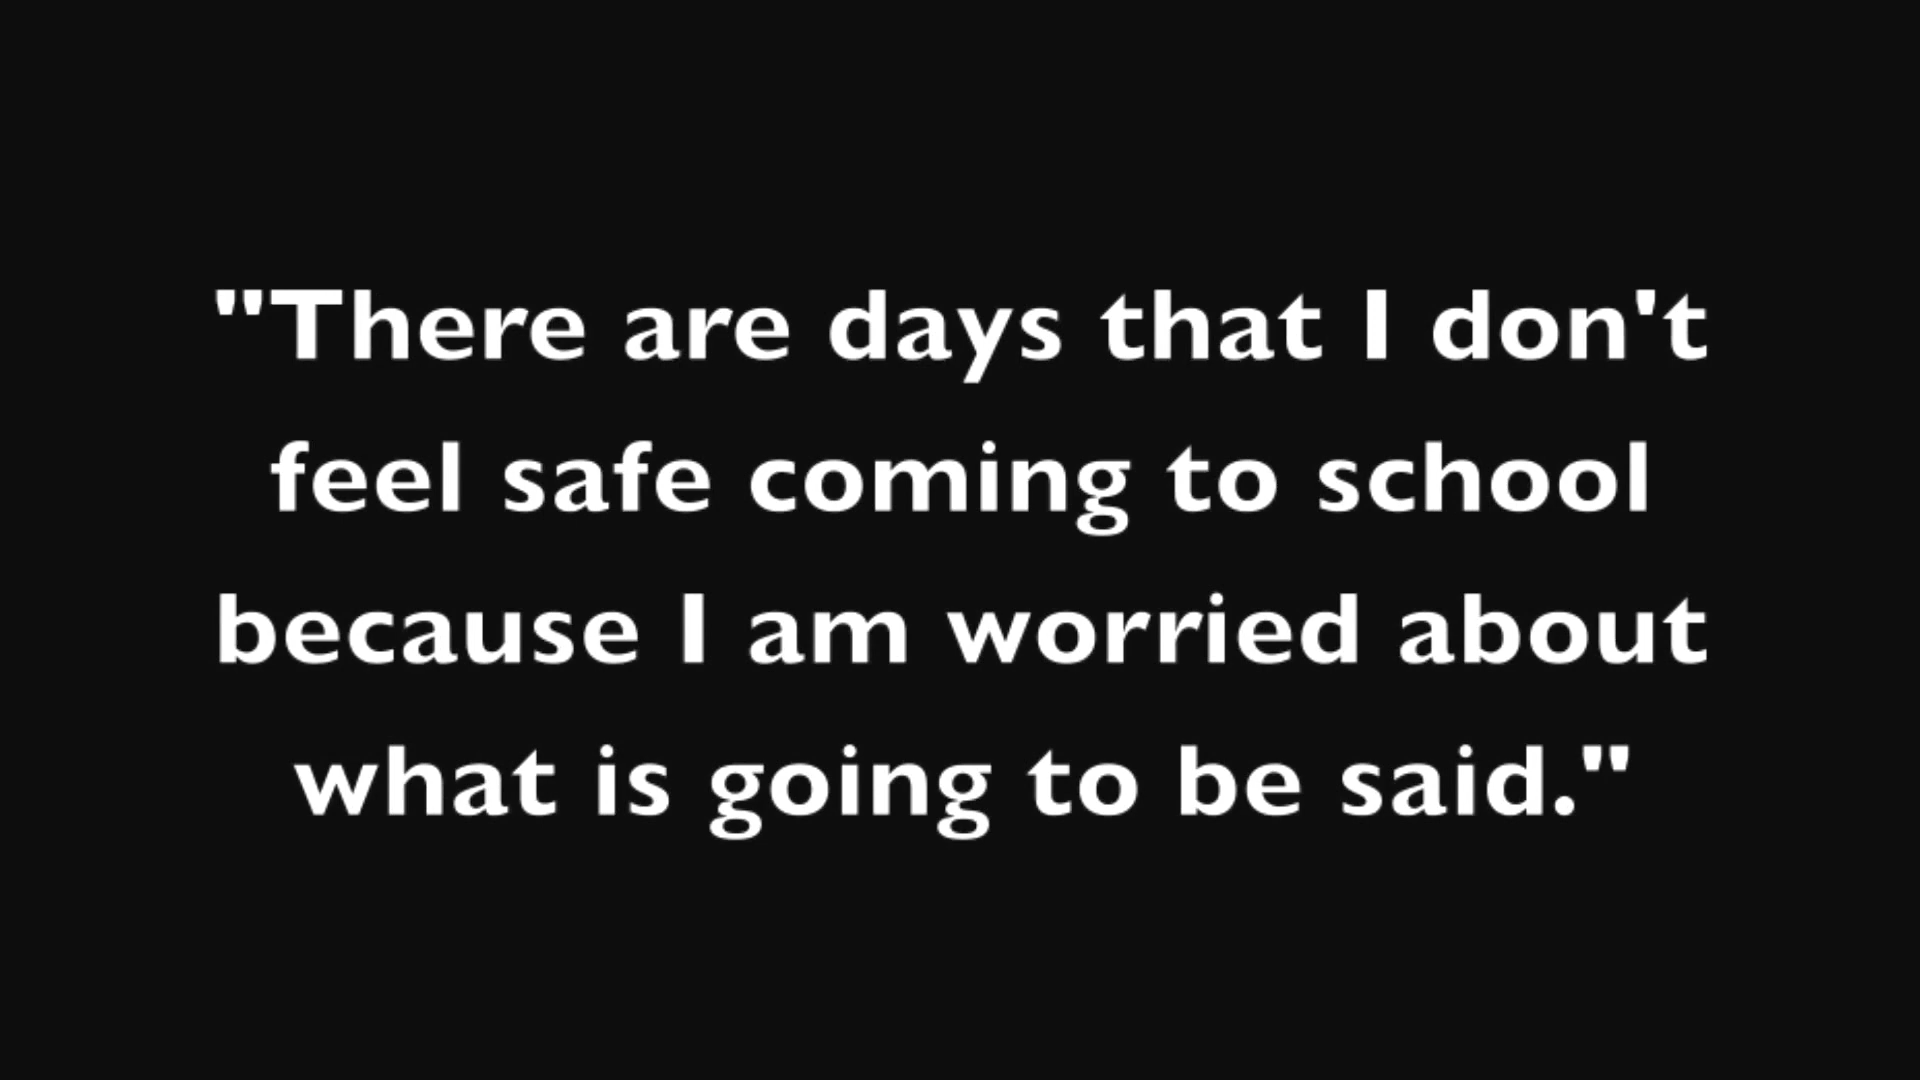 "There are days that I don't
feel safe coming to school
because I am worried about
what is going to be said."